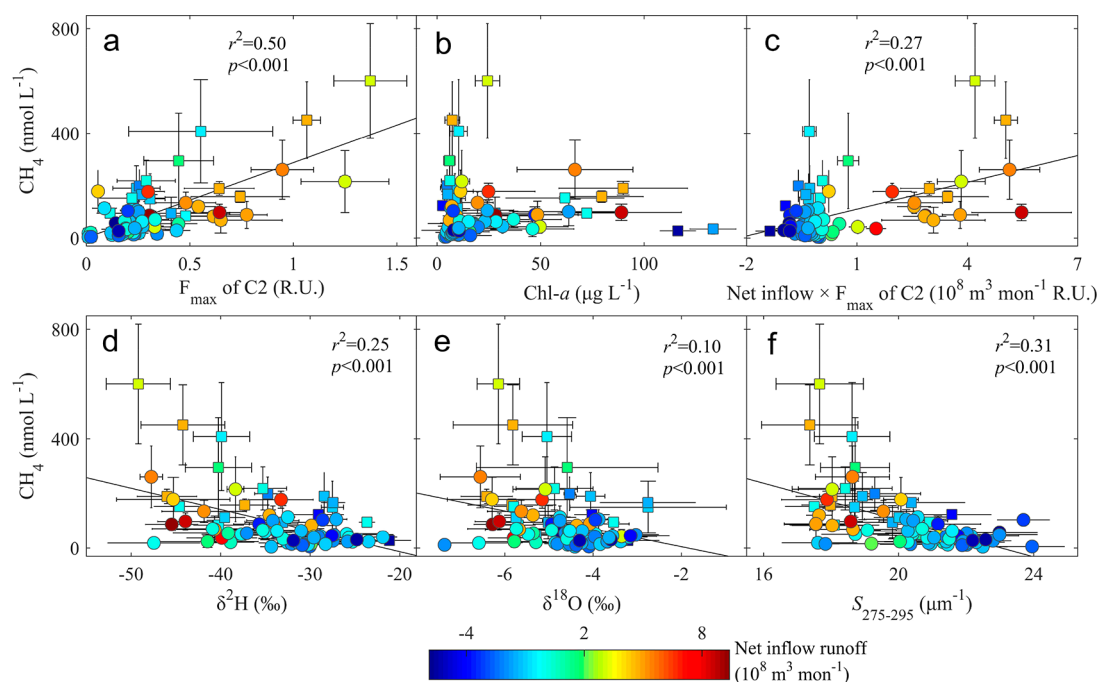 800
400
0
CH4 (nmol L-1)
a
r2=0.50
p<0.001
b
c
r2=0.27
p<0.001
0 0.5 1 1.5
0 50 100
-2 1 4 7
Fmax of C2 (R.U.)
Chl-a (μg L-1)
Net inflow × Fmax of C2 (10^8 m3 mon-1 R.U.)
800
400
0
CH4 (nmol L-1)
d
r2=0.25
p<0.001
e
r2=0.10
p<0.001
f
r2=0.31
p<0.001
-50 -40 -30 -20
-6 -4 -2
16 20 24
δ2H (‰)
δ18O (‰)
S275-295 (μm-1)
-4 2 8
Net inflow runoff
(10^8 m3 mon-1)